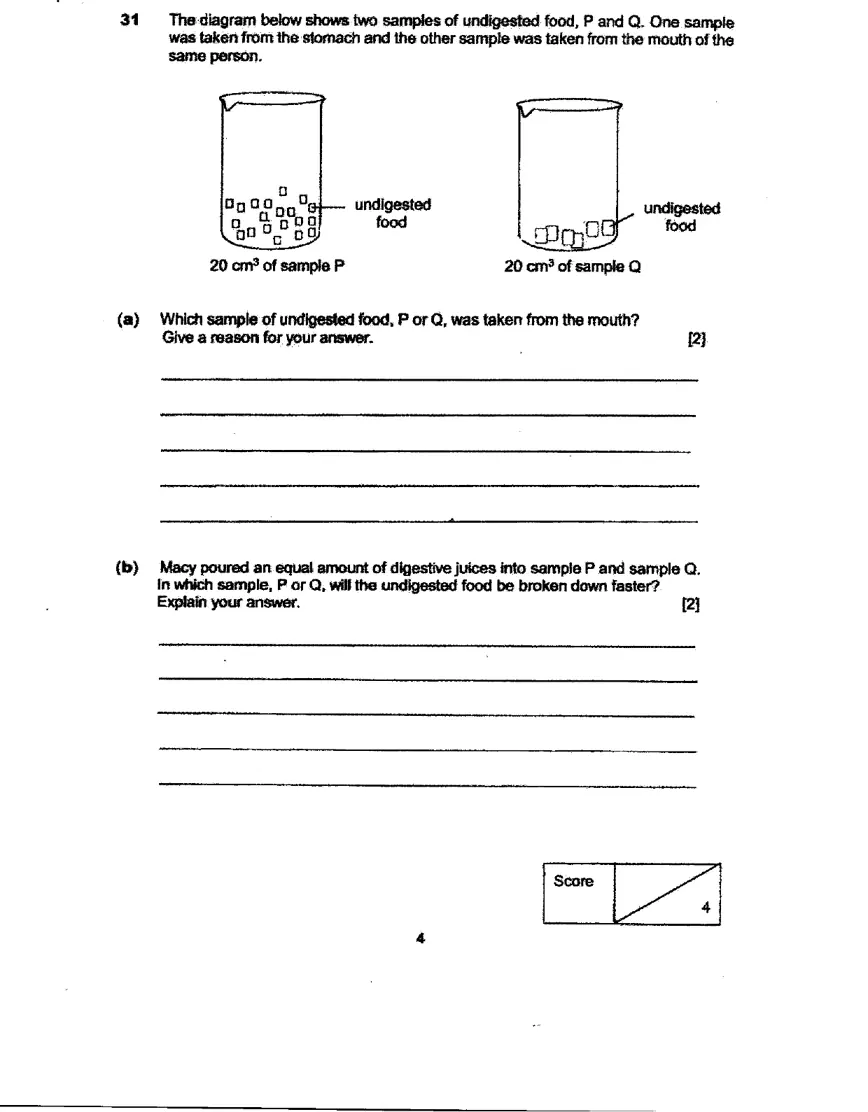 31 The diagram below shows two samples of undigested food, P and Q. One sample
was taken from the stomach and the other sample was taken from the mouth of the
same person.
undigested
food
undigested
food
20 cm³ of sample P
20 cm³ of sample Q
(a) Which sample of undigested food, P or Q, was taken from the mouth?
Give a reason for your answer. [2]
(b) Macy poured an equal amount of digestive juices into sample P and sample Q.
In which sample, P or Q, will the undigested food be broken down faster?
Explain your answer. [2]
Score
4
4